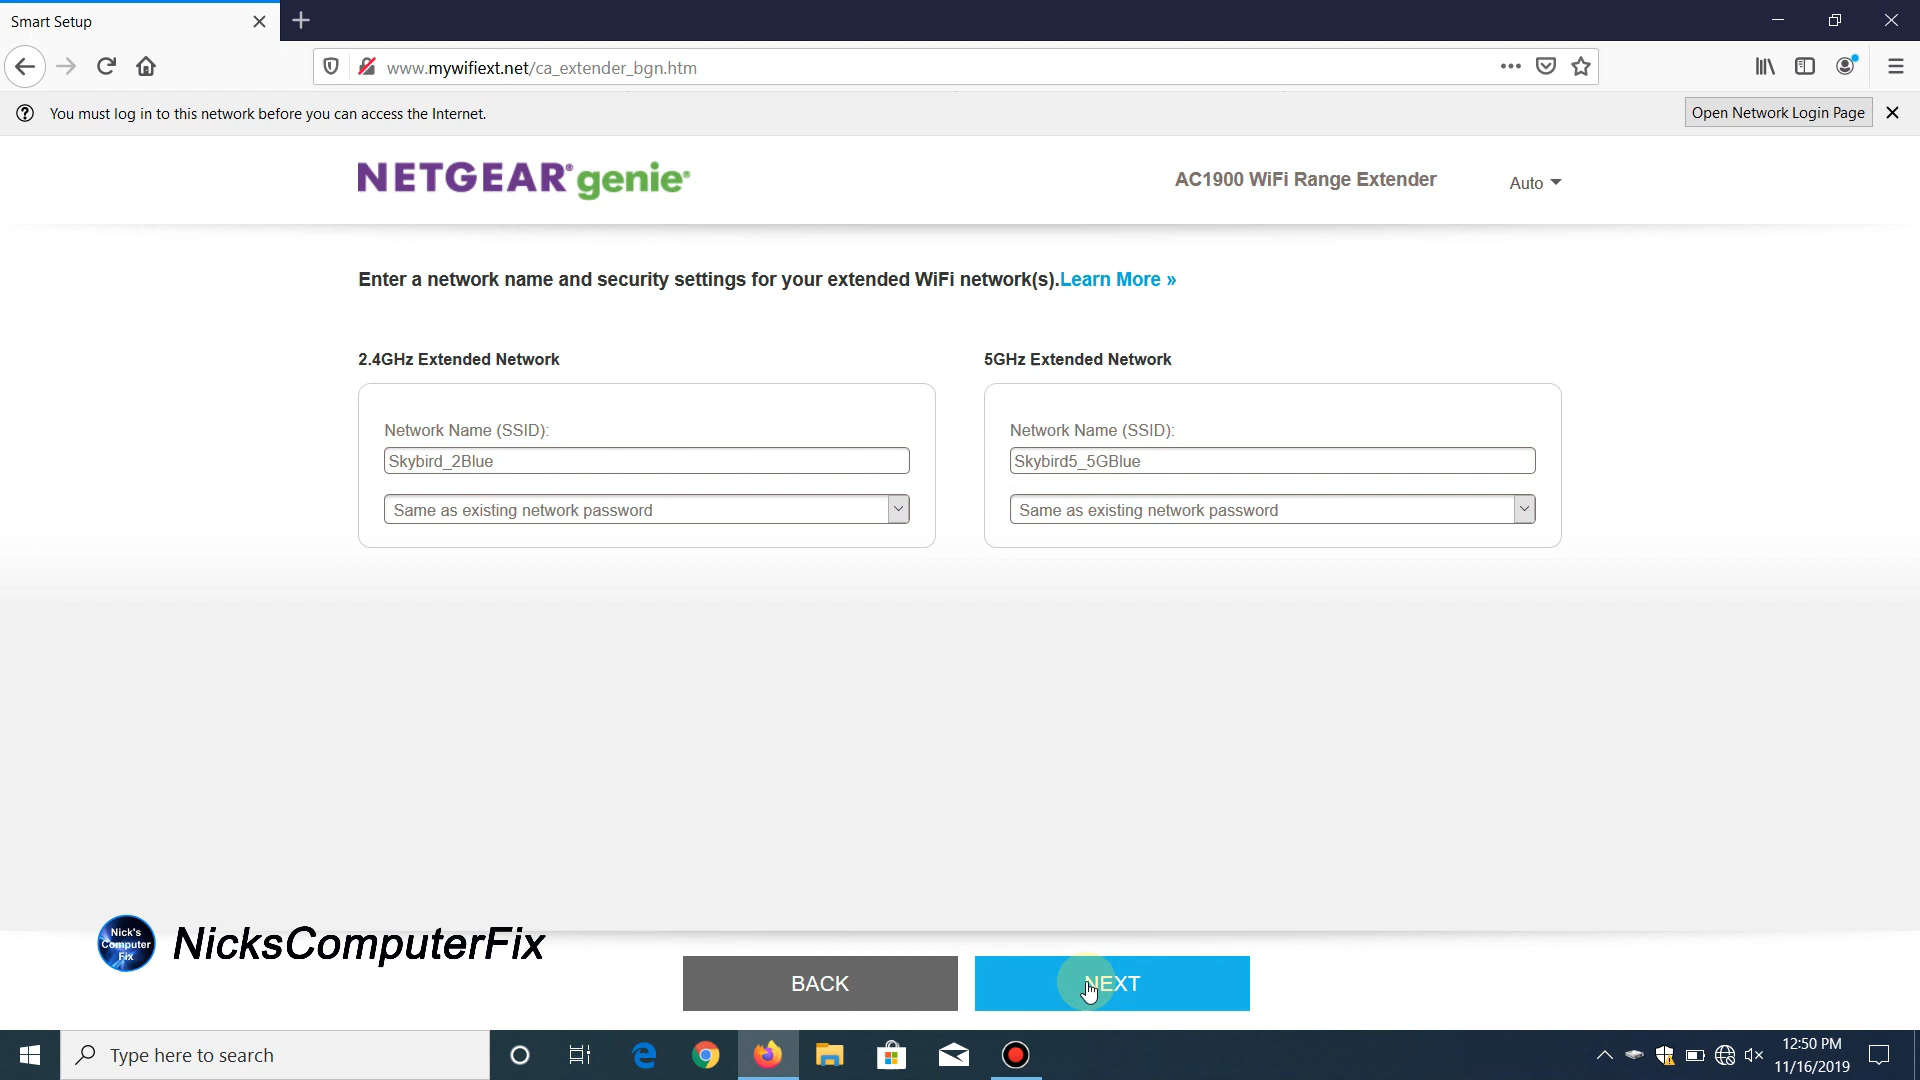 Smart Setup
www.mywifiext.net/ca_extender_bgn.htm
You must log in to this network before you can access the Internet.
Open Network Login Page
NETGEAR® genie®
AC1900 WiFi Range Extender
Auto
Enter a network name and security settings for your extended WiFi network(s).Learn More »
2.4GHz Extended Network
5GHz Extended Network
Network Name (SSID):
Network Name (SSID):
Skybird_2Blue
Skybird5_5GBlue
Same as existing network password
Same as existing network password
Nick's
Computer
Fix
NicksComputerFix
BACK
NEXT
Type here to search
12:50 PM
11/16/2019